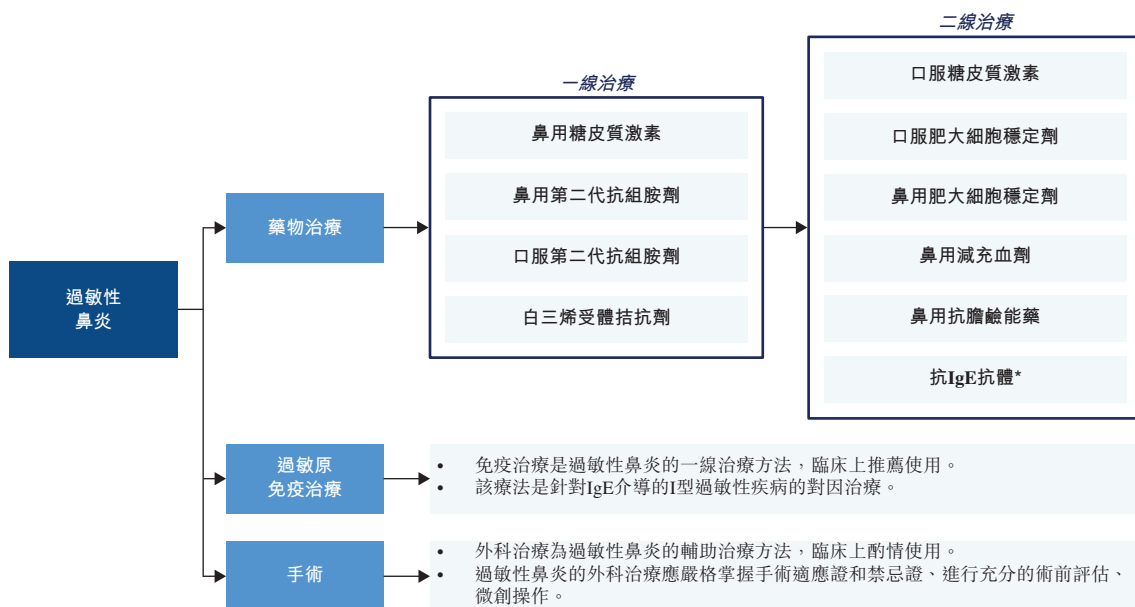 二線治療
口服糖皮質激素
口服肥大細胞穩定劑
鼻用肥大細胞穩定劑
鼻用減充血劑
鼻用抗膽鹼能藥
抗IgE抗體*
一線治療
鼻用糖皮質激素
鼻用第二代抗組胺劑
口服第二代抗組胺劑
白三烯受體拮抗劑
藥物治療
過敏性
鼻炎
過敏原
免疫治療
• 免疫治療是過敏性鼻炎的一線治療方法，臨床上推薦使用。
• 該療法是針對IgE介導的I型過敏性疾病的對因治療。
手術
• 外科治療為過敏性鼻炎的輔助治療方法，臨床上酌情使用。
• 過敏性鼻炎的外科治療應嚴格掌握手術適應證和禁忌證、進行充分的術前評估、
微創操作。